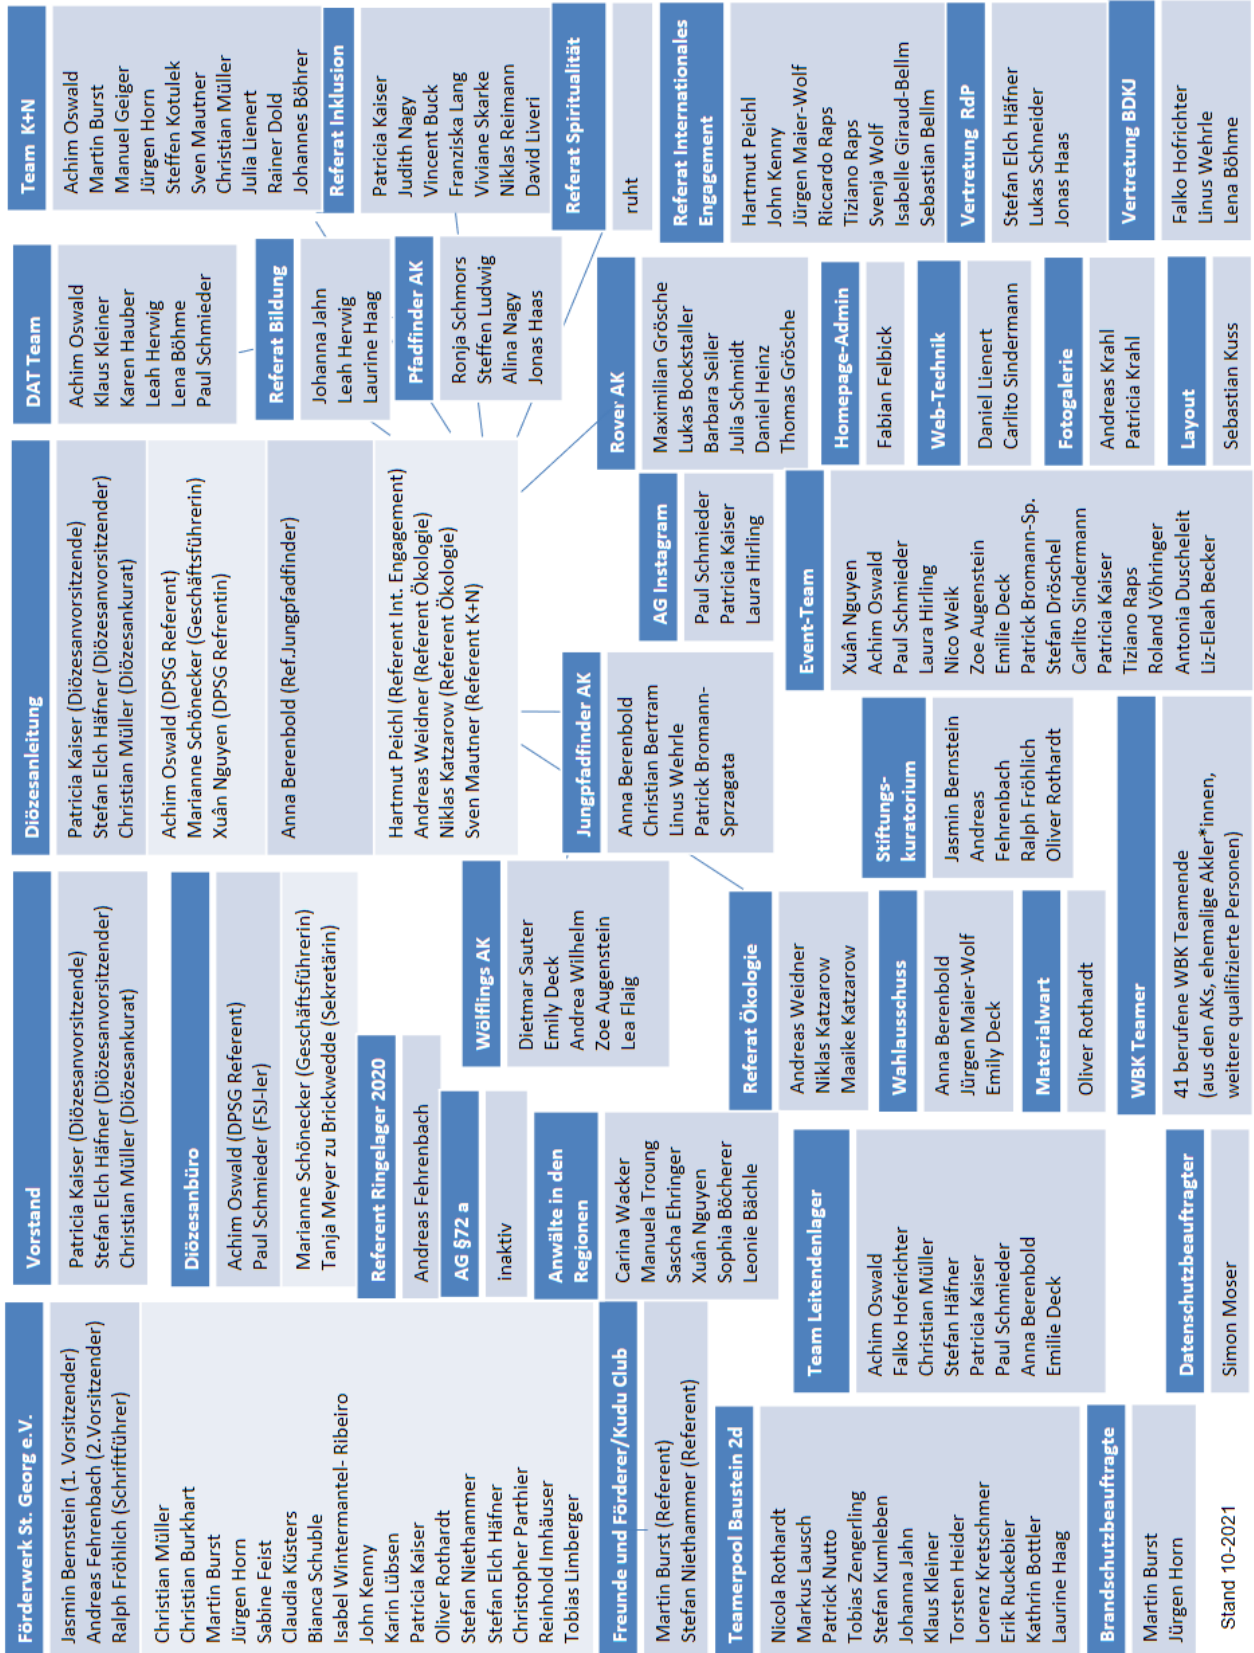 Förderwerk St. Georg e.V.
Jasmin Bernstein (1. Vorsitzender)
Andreas Fehrenbach (2.Vorsitzender)
Ralph Fröhlich (Schriftführer)
Christian Müller
Christian Burkhart
Martin Burst
Jürgen Horn
Sabine Feist
Claudia Küsters
Bianca Schuble
Isabel Wintermantel- Ribeiro
John Kenny
Karin Lübsen
Patricia Kaiser
Oliver Rothardt
Stefan Niethammer
Stefan Elch Häfner
Christopher Parthier
Reinhold Imhäuser
Tobias Limberger
Freunde und Förderer/Kudu Club
Martin Burst (Referent)
Stefan Niethammer (Referent)
Teamerpool Baustein 2d
Nicola Rothardt
Markus Lausch
Patrick Nutto
Tobias Zengerling
Stefan Kumleben
Johanna Jahn
Klaus Kleiner
Torsten Heider
Lorenz Kretschmer
Erik Ruckebier
Kathrin Bottler
Laurine Haag
Brandschutzbeauftragte
Martin Burst
Jürgen Horn
Stand 10-2021
Vorstand
Patricia Kaiser (Diözesanvorsitzende)
Stefan Elch Häfner (Diözesanvorsitzender)
Christian Müller (Diözesankurat)
Diözesanbüro
Achim Oswald (DPSG Referent)
Paul Schmieder (FSJ-ler)
Marianne Schönecker (Geschäftsführerin)
Tanja Meyer zu Brickwedde (Sekretärin)
Referent Ringelager 2020
Andreas Fehrenbach
AG §72 a
inaktiv
Anwälte in den
Regionen
Carina Wacker
Manuela Troung
Sascha Ehringer
Xuân Nguyen
Sophia Böcherer
Leonie Bächle
Team Leitendenlager
Achim Oswald
Falko Hoferichter
Christian Müller
Stefan Häfner
Patricia Kaiser
Paul Schmieder
Anna Berenbold
Emilie Deck
Datenschutzbeauftragter
Simon Moser
Wölflings AK
Dietmar Sauter
Emily Deck
Andrea Wilhelm
Zoe Augenstein
Lea Flaig
Referat Ökologie
Andreas Weidner
Niklas Katzarow
Maaike Katzarow
Wahlausschuss
Anna Berenbold
Jürgen Maier-Wolf
Emily Deck
Materialwart
Oliver Rothardt
WBK Teamer
41 berufene WBK Teamende
(aus den AKs, ehemalige Akler*innen,
weitere qualifizierte Personen)
Diözesanleitung
Patricia Kaiser (Diözesanvorsitzende)
Stefan Elch Häfner (Diözesanvorsitzender)
Christian Müller (Diözesankurat)
Achim Oswald (DPSG Referent)
Marianne Schönecker (Geschäftsführerin)
Xuân Nguyen (DPSG Refrentin)
Anna Berenbold (Ref.Jungpfadfinder)
Hartmut Peichl (Referent Int. Engagement)
Andreas Weidner (Referent Ökologie)
Niklas Katzarow (Referent Ökologie)
Sven Mautner (Referent K+N)
Jungpfadfinder AK
Anna Berenbold
Christian Bertram
Linus Wehrle
Patrick Bromann-
Sprzagata
Stiftungs-
kuratorium
Jasmin Bernstein
Andreas
Fehrenbach
Ralph Fröhlich
Oliver Rothardt
AG Instagram
Paul Schmieder
Patricia Kaiser
Laura Hirling
Event-Team
Xuân Nguyen
Achim Oswald
Paul Schmieder
Laura Hirling
Nico Weik
Zoe Augenstein
Emilie Deck
Patrick Bromann-Sp.
Stefan Dröschel
Carlito Sindermann
Patricia Kaiser
Tiziano Raps
Roland Vöhringer
Antonia Duscheleit
Liz-Eleah Becker
DAT Team
Achim Oswald
Klaus Kleiner
Karen Hauber
Leah Herwig
Lena Böhme
Paul Schmieder
Referat Bildung
Johanna Jahn
Leah Herwig
Laurine Haag
Pfadfinder AK
Ronja Schmors
Steffen Ludwig
Alina Nagy
Jonas Haas
Rover AK
Maximilian Grösche
Lukas Bockstaller
Barbara Seiler
Julia Schmidt
Daniel Heinz
Thomas Grösche
Homepage-Admin
Fabian Felbick
Web-Technik
Daniel Lienert
Carlito Sindermann
Fotogalerie
Andreas Krahl
Patricia Krahl
Layout
Sebastian Kuss
Team K+N
Achim Oswald
Martin Burst
Manuel Geiger
Jürgen Horn
Steffen Kotulek
Sven Mautner
Christian Müller
Julia Lienert
Rainer Dold
Johannes Böhrer
Referat Inklusion
Patricia Kaiser
Judith Nagy
Vincent Buck
Franziska Lang
Viviane Skarke
Niklas Reimann
David Liveri
Referat Spiritualität
ruht
Referat Internationales
Engagement
Hartmut Peichl
John Kenny
Jürgen Maier-Wolf
Riccardo Raps
Tiziano Raps
Svenja Wolf
Isabelle Giraud-Bellm
Sebastian Bellm
Vertretung RdP
Stefan Elch Häfner
Lukas Schneider
Jonas Haas
Vertretung BDKJ
Falko Hofrichter
Linus Wehrle
Lena Böhme